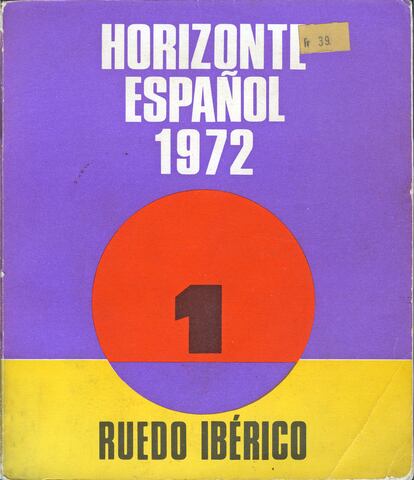 HORIZONTE
Fr 39.
ESPAÑOL
1972
1
RUEDO IBÉRICO